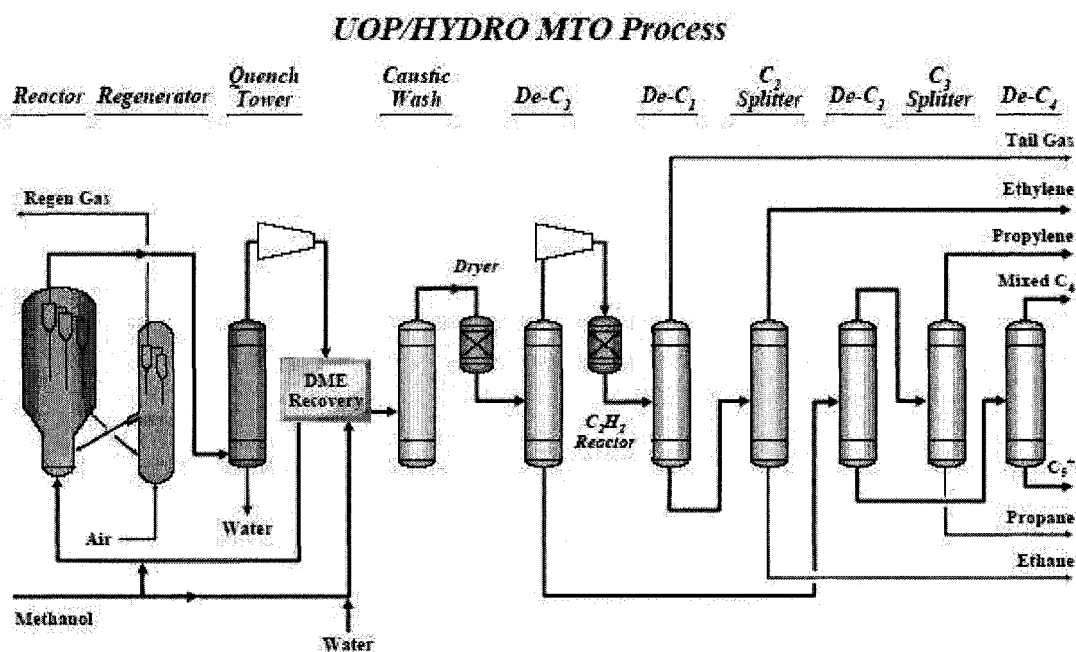 UOP/HYDRO MTO Process
Reactor
Regenerator
Quench
Tower
Caustic
Wash
De-C₂
De-C₁
C₂
Splitter
De-C₃
C₃
Splitter
De-C₄
Tail Gas
Ethylene
Propylene
Mixed C₄
Regen Gas
Dryer
DME
Recovery
C₂H₂
Reactor
C₅⁺
Propane
Ethane
Water
Air
Methanol
Water